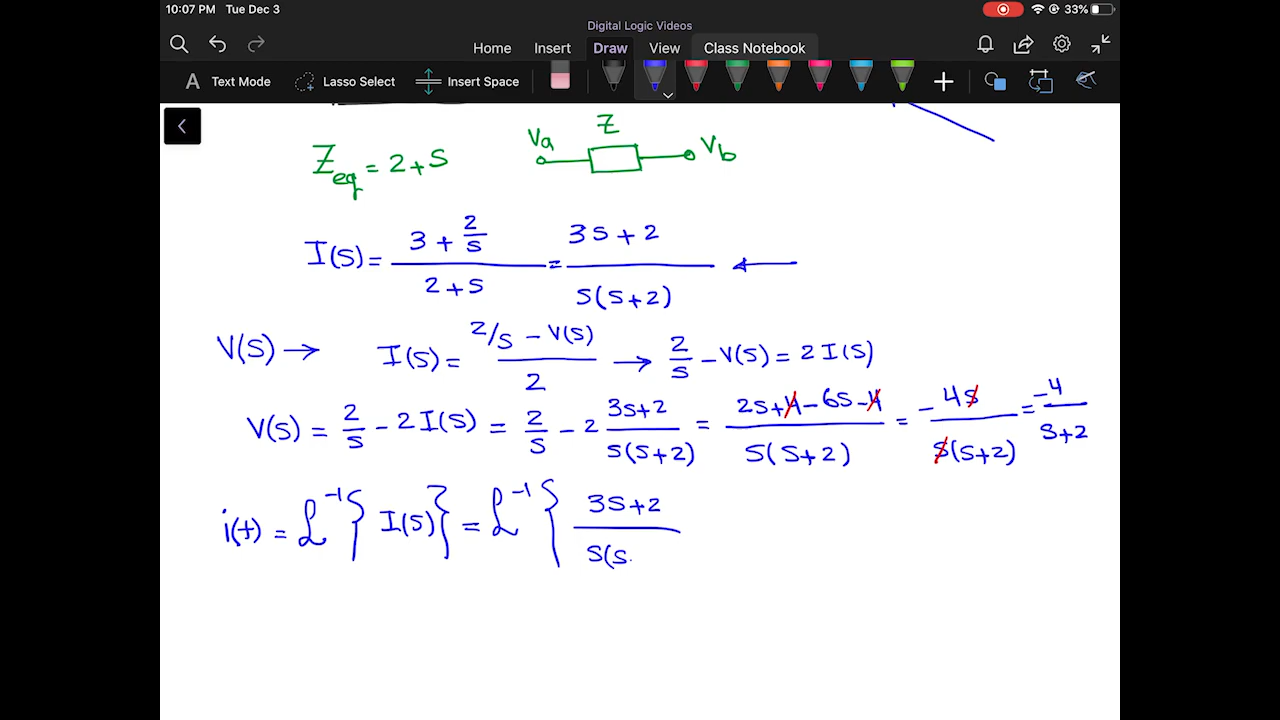 10:07 PM Tue Dec 3 33%
Digital Logic Videos
Home Insert Draw View Class Notebook
A Text Mode Lasso Select Insert Space
Va Z Vb
Zeq = 2+S
I(S) = (3 + 2/S)/(2+S) = (3S+2)/(S(S+2)) ←
V(S) → I(S) = (2/S - V(S))/2 → 2/S - V(S) = 2 I(S)
V(S) = 2/S - 2 I(S) = 2/S - 2 (3S+2)/(S(S+2)) = (2S+4-6S-4)/(S(S+2)) = -4S/(S(S+2)) = -4/(S+2)
i(t) = ℒ⁻¹{ I(S) } = ℒ⁻¹{ (3S+2)/(S(S